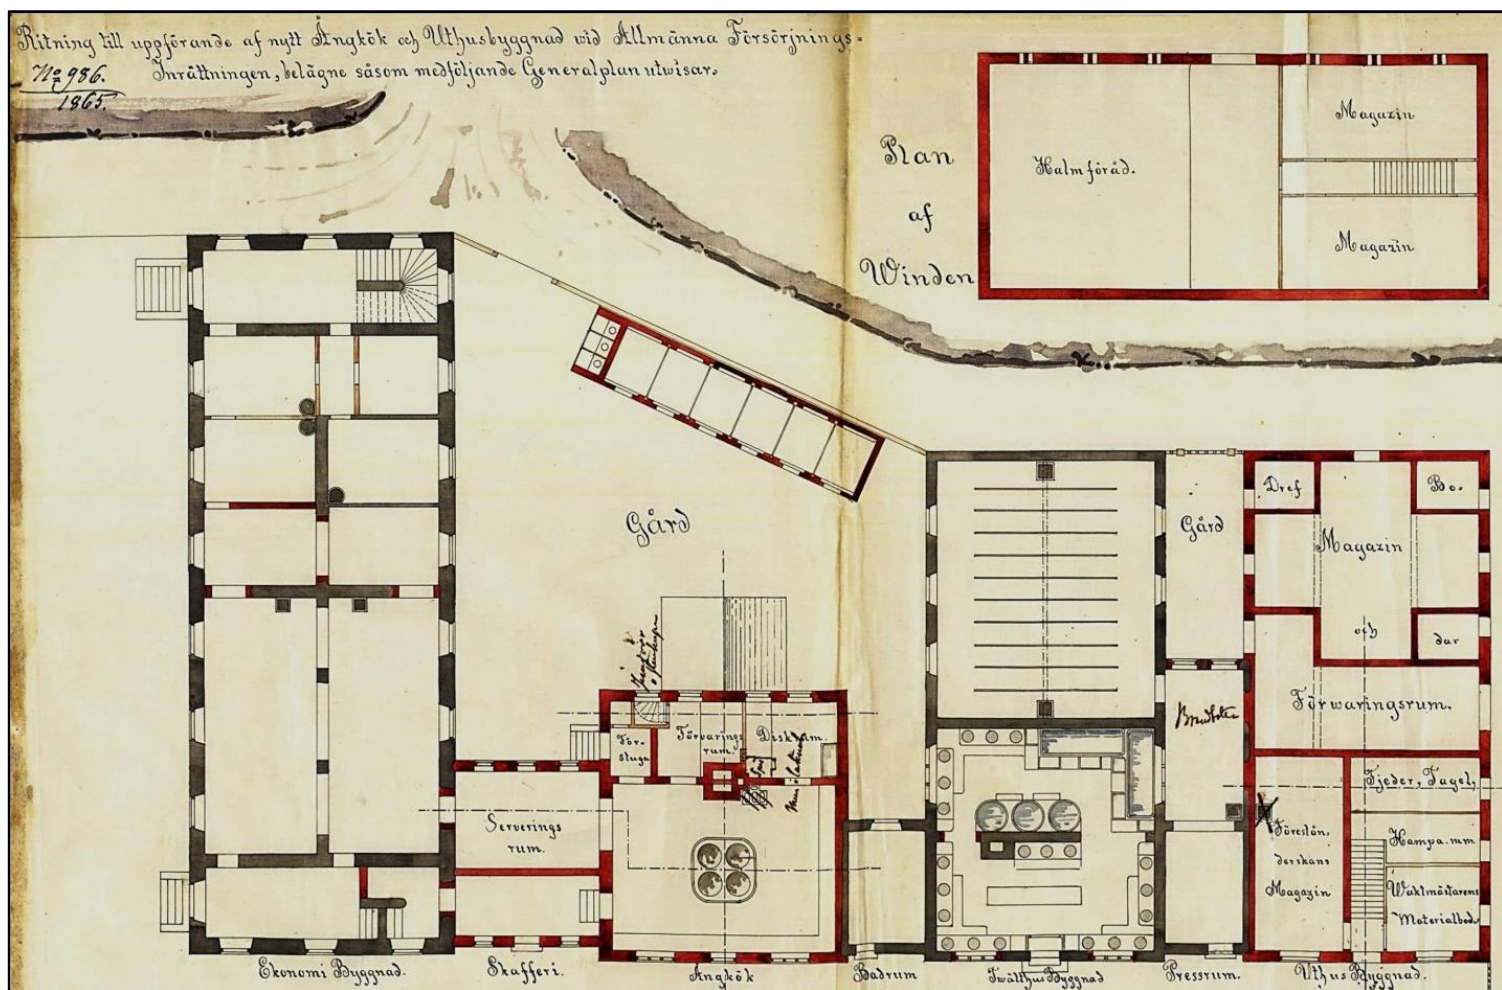 Ritning till uppförande af nytt Ångkök och Uthusbyggnad wid Allmänna Försörjnings-
Inrättningen, belägne såsom medföljande Generalplan utwisar.
No 986.
1865.
Plan
af
Winden
Halmföråd.
Magazin
Magazin
Gård
Gård
Dref
Bo.
Magazin
och
dar
Förwaringsrum.
För-
stuga
Förvarings
rum.
Diskrum.
Serverings
rum.
Förestån,
derskans
Magazin
Fjeder, Tagel,
Hampa. mm
Waktmästarens
Materialbod.
Ekonomi Byggnad.
Skafferi.
Ångkök
Badrum
Twätthus Byggnad
Pressrum.
Uthus Byggnad.